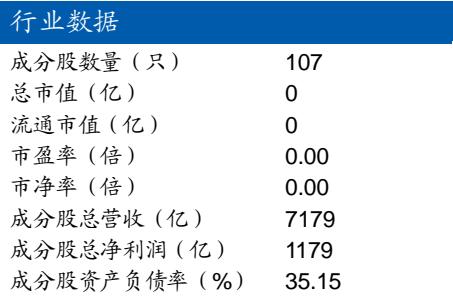 行业数据
成分股数量（只） 107
总市值（亿） 0
流通市值（亿） 0
市盈率（倍） 0.00
市净率（倍） 0.00
成分股总营收（亿） 7179
成分股总净利润（亿） 1179
成分股资产负债率（%） 35.15